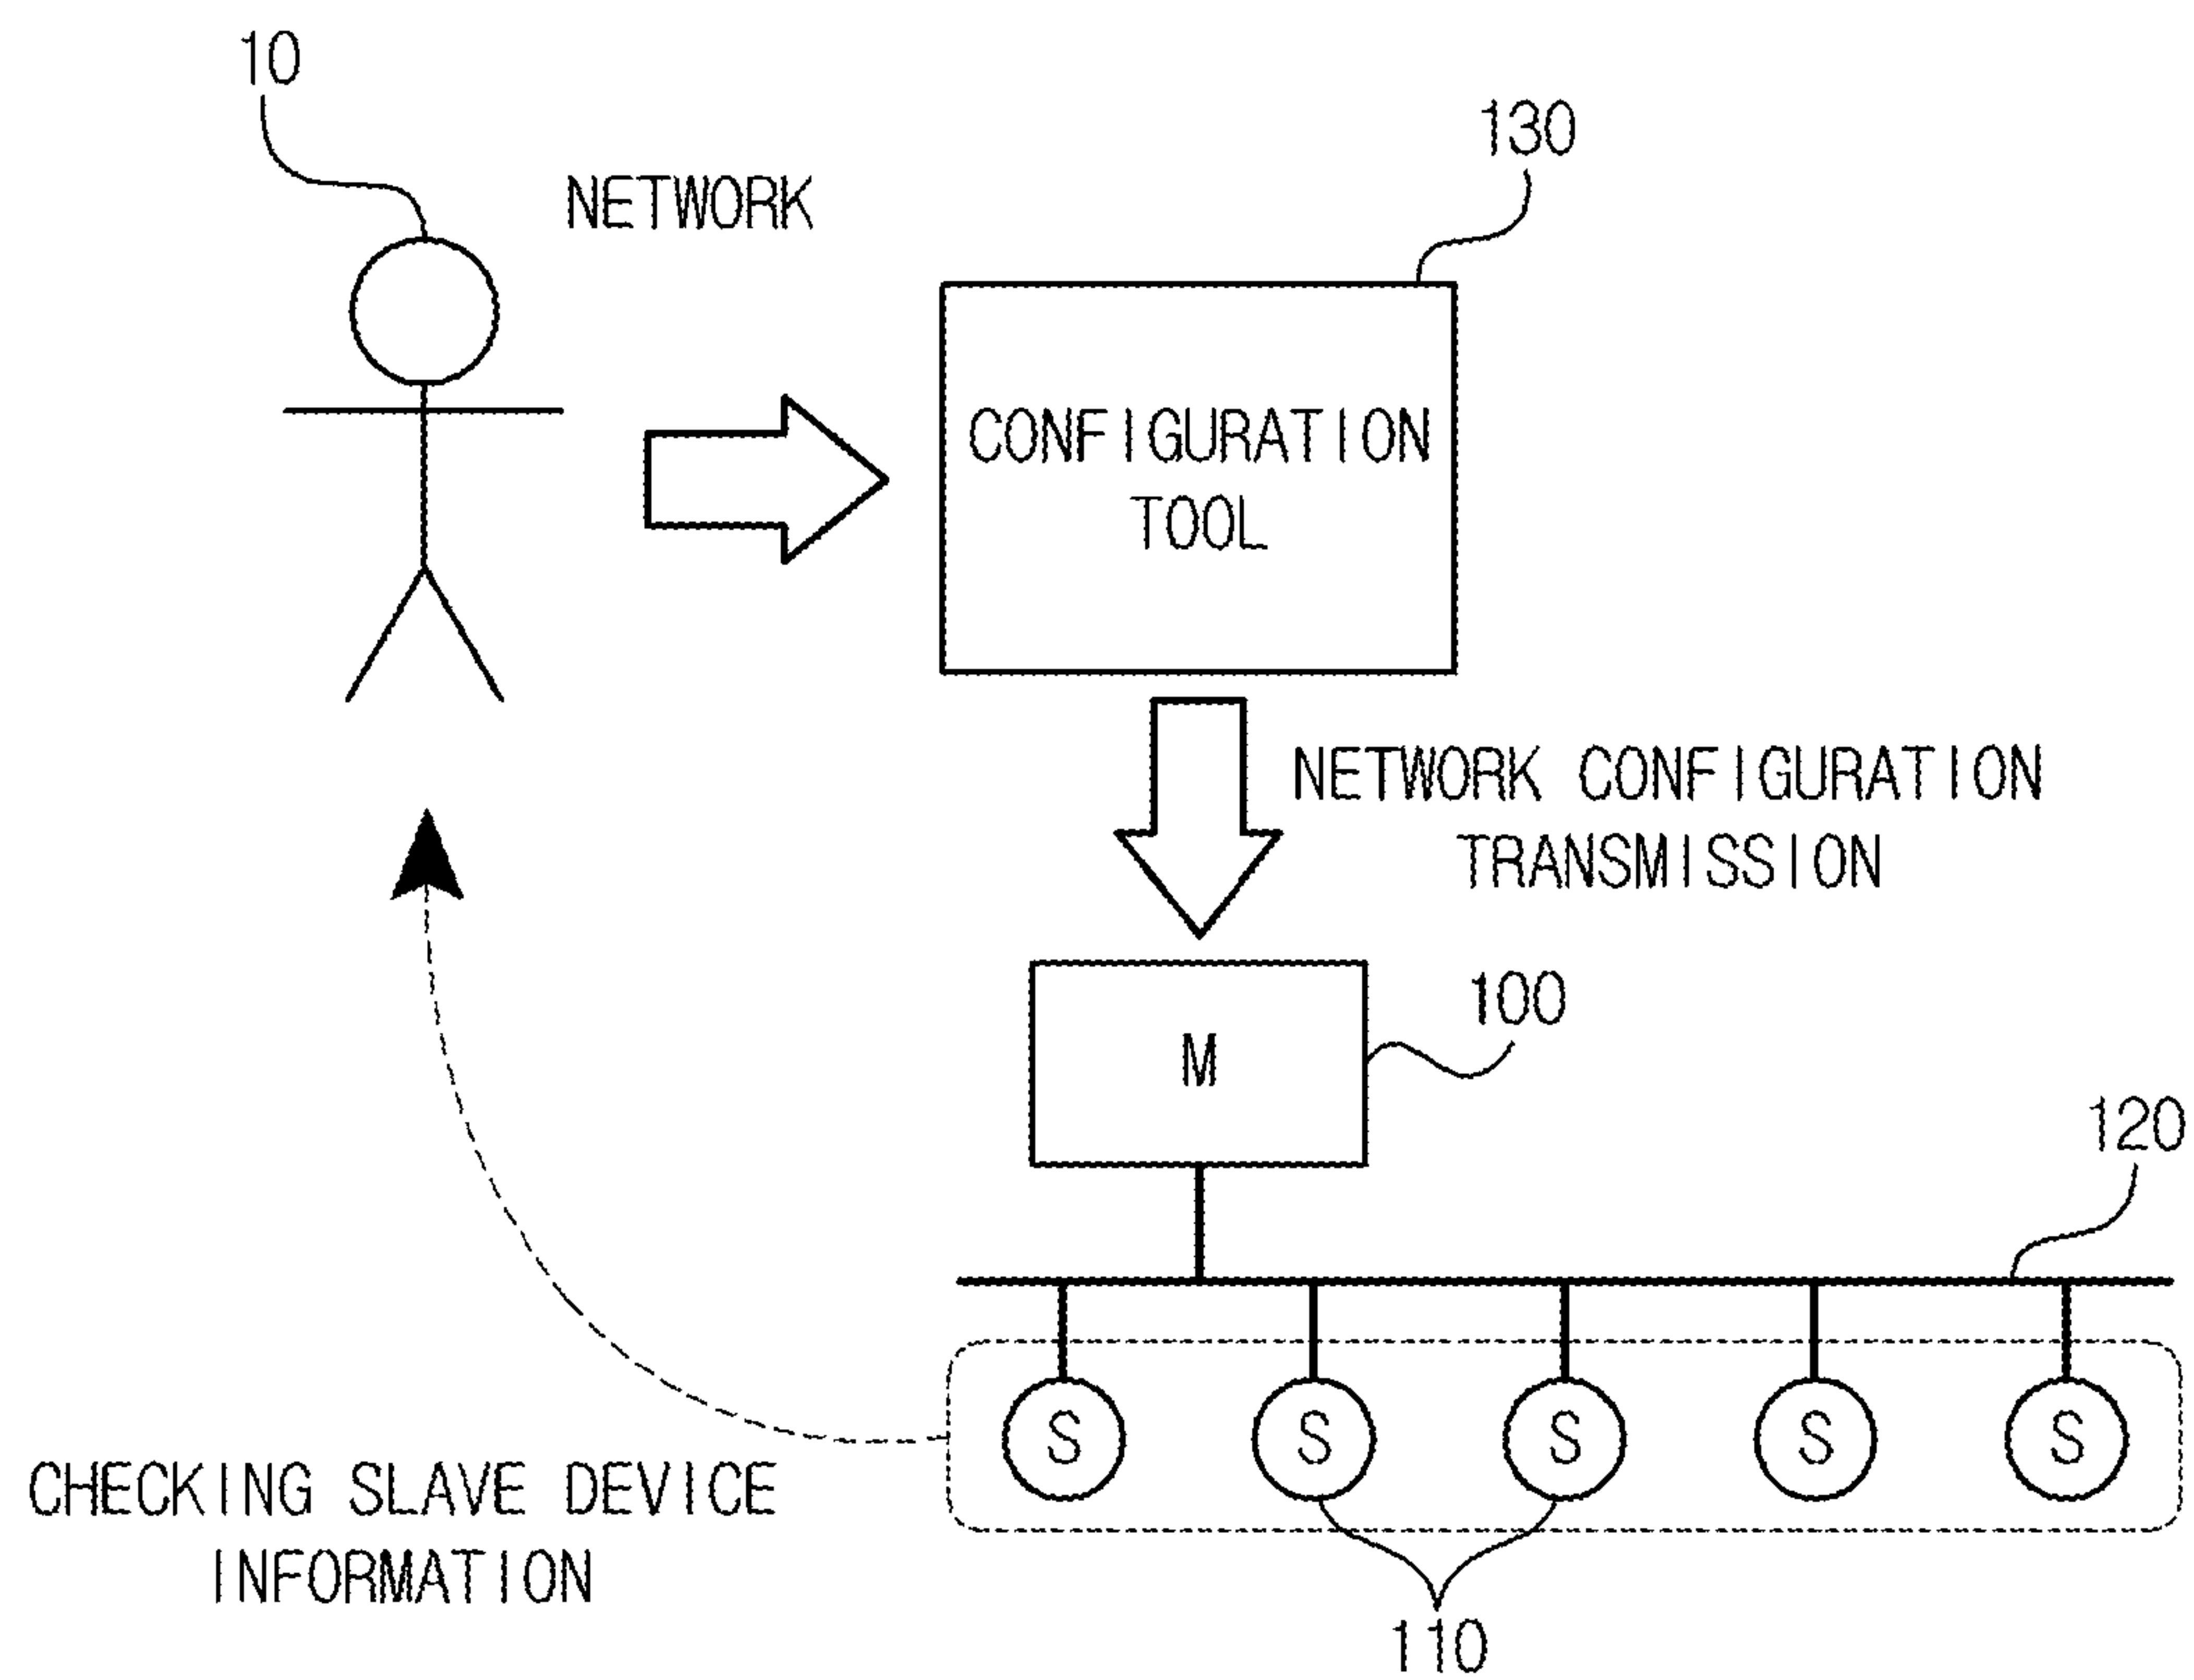 10
130
NETWORK
CONFIGURATION
TOOL
NETWORK CONFIGURATION
TRANSMISSION
M
100
120
S S S S S
CHECKING SLAVE DEVICE
INFORMATION
110